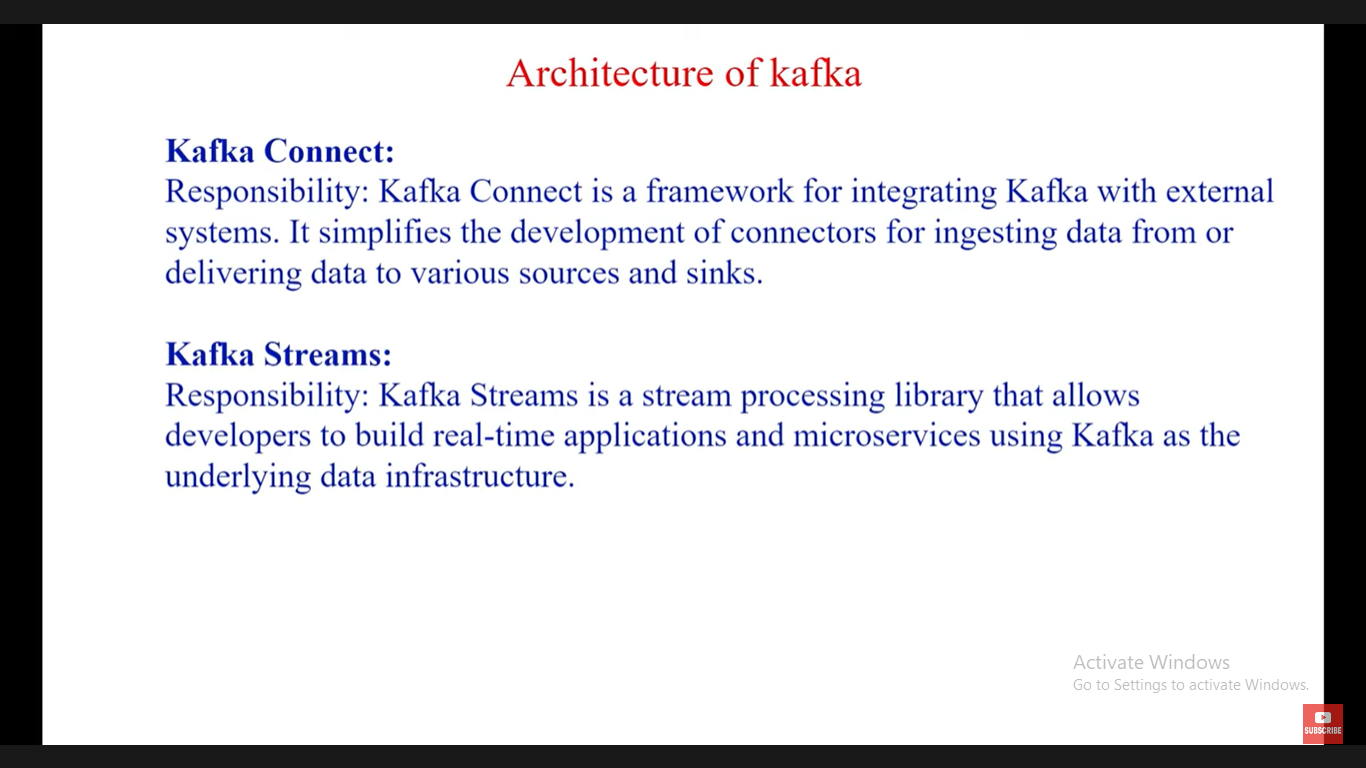 Architecture of kafka
Kafka Connect:
Responsibility: Kafka Connect is a framework for integrating Kafka with external
systems. It simplifies the development of connectors for ingesting data from or
delivering data to various sources and sinks.
Kafka Streams:
Responsibility: Kafka Streams is a stream processing library that allows
developers to build real-time applications and microservices using Kafka as the
underlying data infrastructure.
Activate Windows
Go to Settings to activate Windows.
SUBSCRIBE